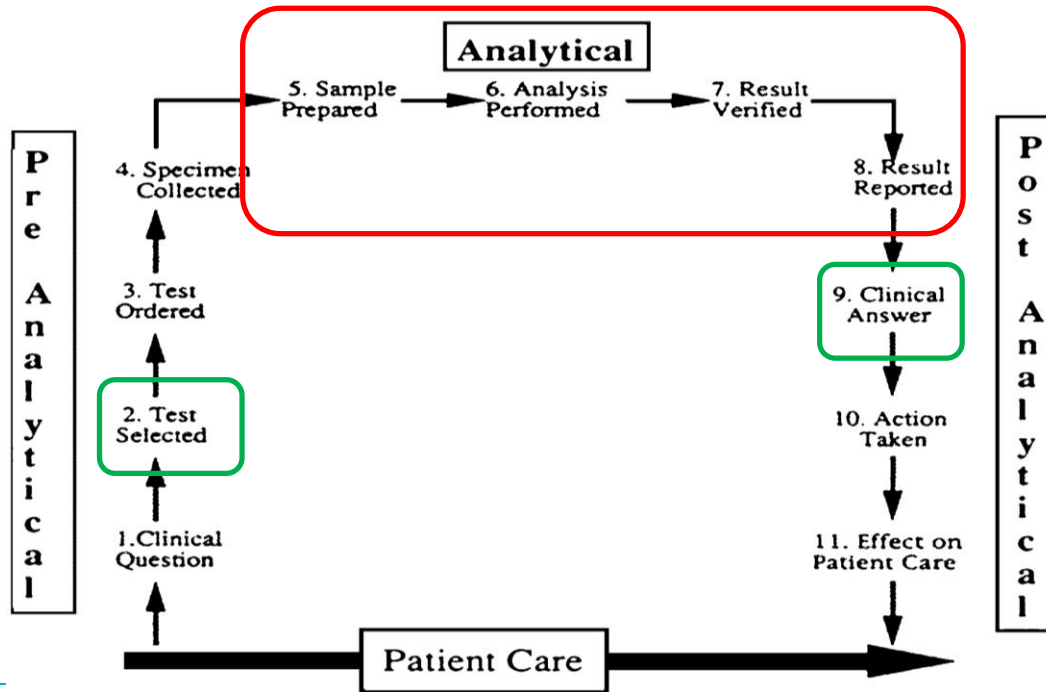 Analytical
5. Sample
Prepared
6. Analysis
Performed
7. Result
Verified
4. Specimen
Collected
8. Result
Reported
3. Test
Ordered
9. Clinical
Answer
2. Test
Selected
10. Action
Taken
1.Clinical
Question
11. Effect on
Patient Care
Pre Analytical
Post Analytical
Patient Care